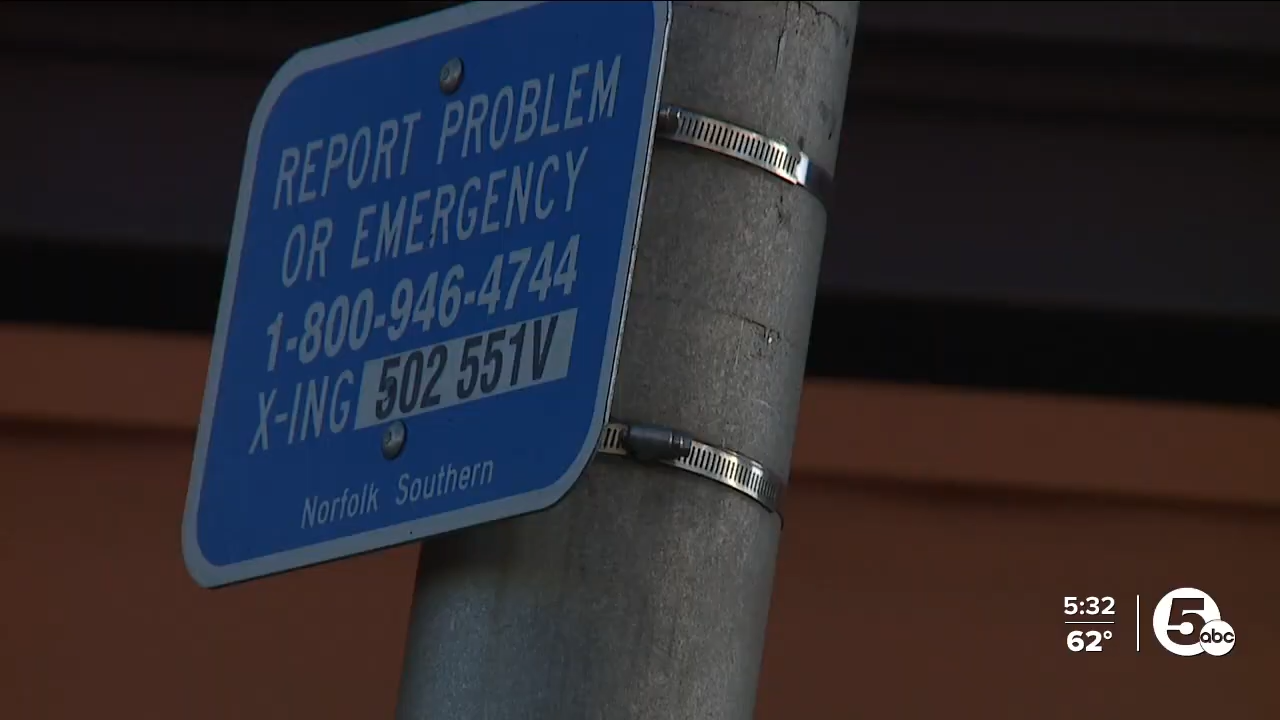 REPORT PROBLEM
OR EMERGENCY
1-800-946-4744
X-ING 502 551V
Norfolk Southern
5:32
62°
5 abc